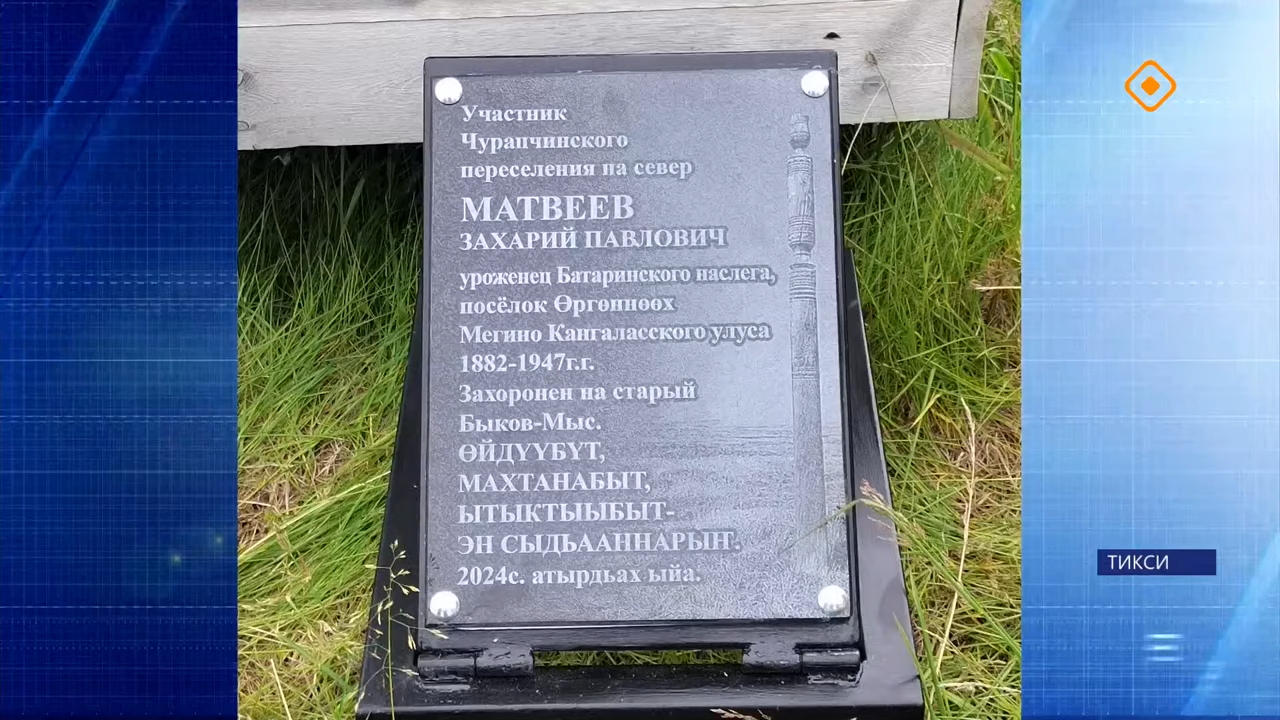 Участник
Чурапчинского
переселения на север
МАТВЕЕВ
ЗАХАРИЙ ПАВЛОВИЧ
уроженец Батаринского наслега,
посёлок Өргөннөөх
Мегино Кангаласского улуса
1882-1947г.г.
Захоронен на старый
Быков-Мыс.
ӨЙДҮҮБҮТ,
МАХТАНАБЫТ,
ЫТЫКТЫЫБЫТ-
ЭН СЫДЬААННАРЫҤ.
2024с. атырдьах ыйа.
ТИКСИ